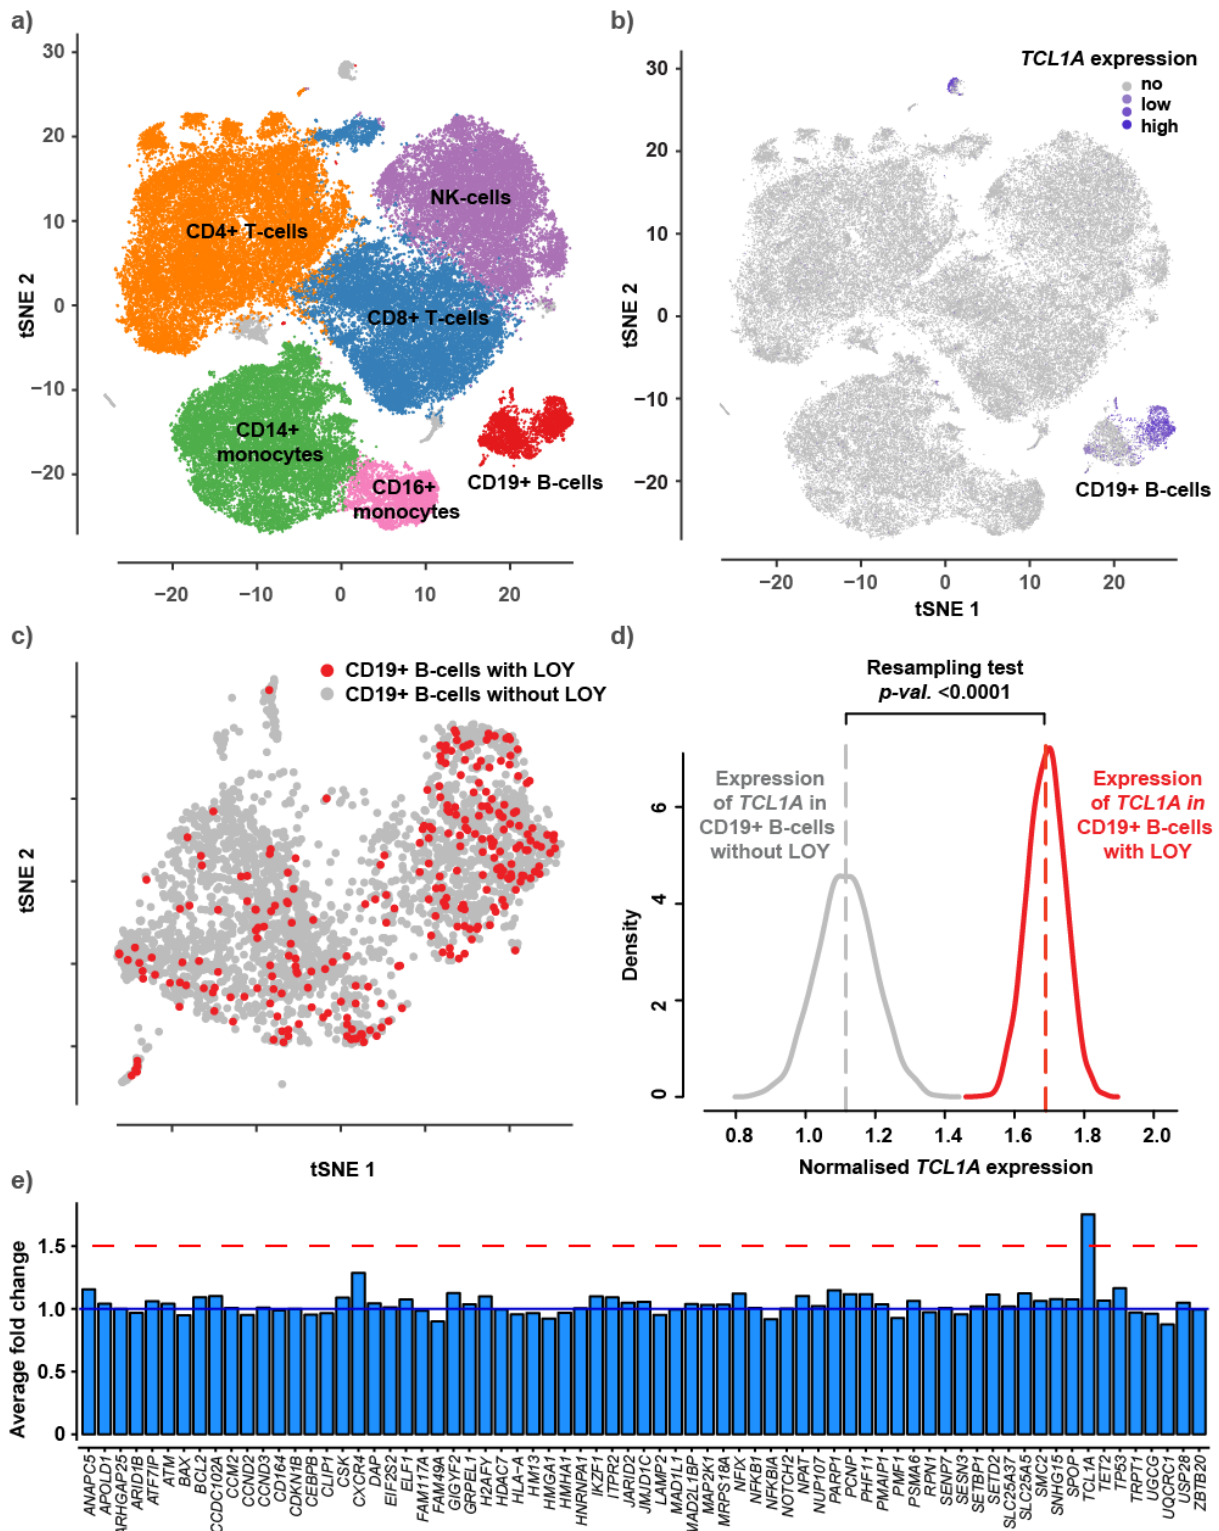 a)
30
20
10
0
−10
−20
tSNE 2
CD4+ T-cells
NK-cells
CD8+ T-cells
CD14+
monocytes
CD16+
monocytes
CD19+ B-cells
−20
−10
0
10
20
b)
TCL1A expression
no
low
high
30
20
10
0
−10
−20
tSNE 2
CD19+ B-cells
−20
−10
0
10
20
tSNE 1
c)
CD19+ B-cells with LOY
CD19+ B-cells without LOY
tSNE 2
tSNE 1
d)
Resampling test
p-val. <0.0001
Expression
of TCL1A in
CD19+ B-cells
without LOY
Expression
of TCL1A in
CD19+ B-cells
with LOY
Density
6
4
2
0
0.8
1.0
1.2
1.4
1.6
1.8
2.0
Normalised TCL1A expression
e)
Average fold change
1.5
1.0
0.5
0
ANAPC5
APOLD1
ARHGAP25
ARID1B
ATF7IP
ATM
BAX
BCL2
CCDC102A
CCM2
CCND2
CCND3
CD164
CDKN1B
CEBPB
CLIP1
CSK
CXCR4
DAP
EIF2S2
ELF1
FAM117A
FAM49A
GIGYF2
GRPEL1
H2AFY
HDAC7
HLA-A
HM13
HMGA1
HMHA1
HNRNPA1
IKZF1
ITPR2
JARID2
JMJD1C
LAMP2
MAD1L1
MAD2L1BP
MAP2K1
MRPS18A
NFIX
NFKB1
NFKBIA
NOTCH2
NPAT
NUP107
PARP1
PCNP
PHF11
PMAIP1
PMF1
PSMA6
RPN1
SENP7
SESN3
SETBP1
SETD2
SLC25A37
SLC25A5
SMC2
SNHG15
SPOP
TCL1A
TET2
TP53
TRPT1
UGCG
UQCRC1
USP28
ZBTB20